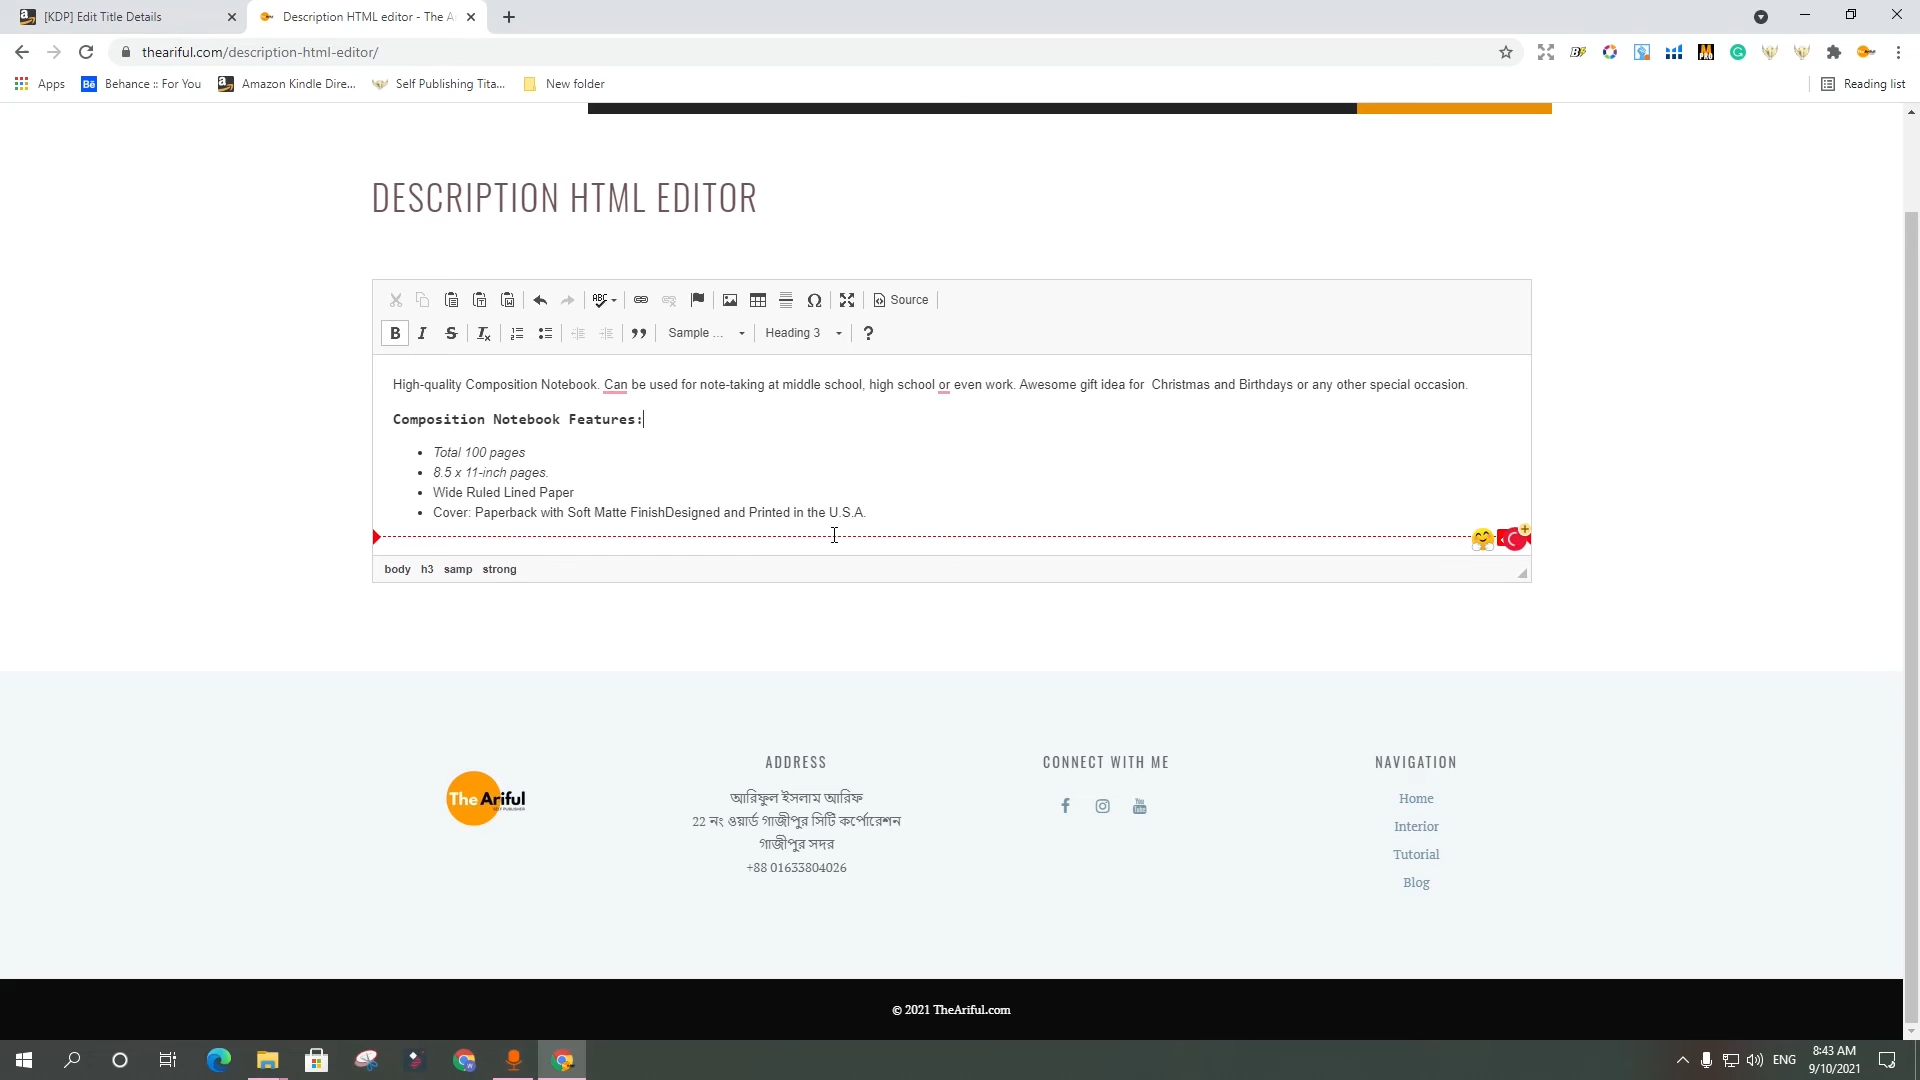 [KDP] Edit Title Details
Description HTML editor - The A
theariful.com/description-html-editor/
Apps
Behance :: For You
Amazon Kindle Dire...
Self Publishing Tita...
New folder
Reading list
DESCRIPTION HTML EDITOR
ABC
Source
B I S
Sample ...
Heading 3
?
High-quality Composition Notebook. Can be used for note-taking at middle school, high school or even work. Awesome gift idea for  Christmas and Birthdays or any other special occasion.
Composition Notebook Features:
• Total 100 pages
• 8.5 x 11-inch pages.
• Wide Ruled Lined Paper
• Cover: Paperback with Soft Matte FinishDesigned and Printed in the U.S.A.
body h3 samp strong
The Ariful
ADDRESS
আরিফুল ইসলাম আরিফ
22 নং ওয়ার্ড গাজীপুর সিটি কর্পোরেশন
গাজীপুর সদর
+88 01633804026
CONNECT WITH ME
NAVIGATION
Home
Interior
Tutorial
Blog
© 2021 TheAriful.com
ENG
8:43 AM
9/10/2021